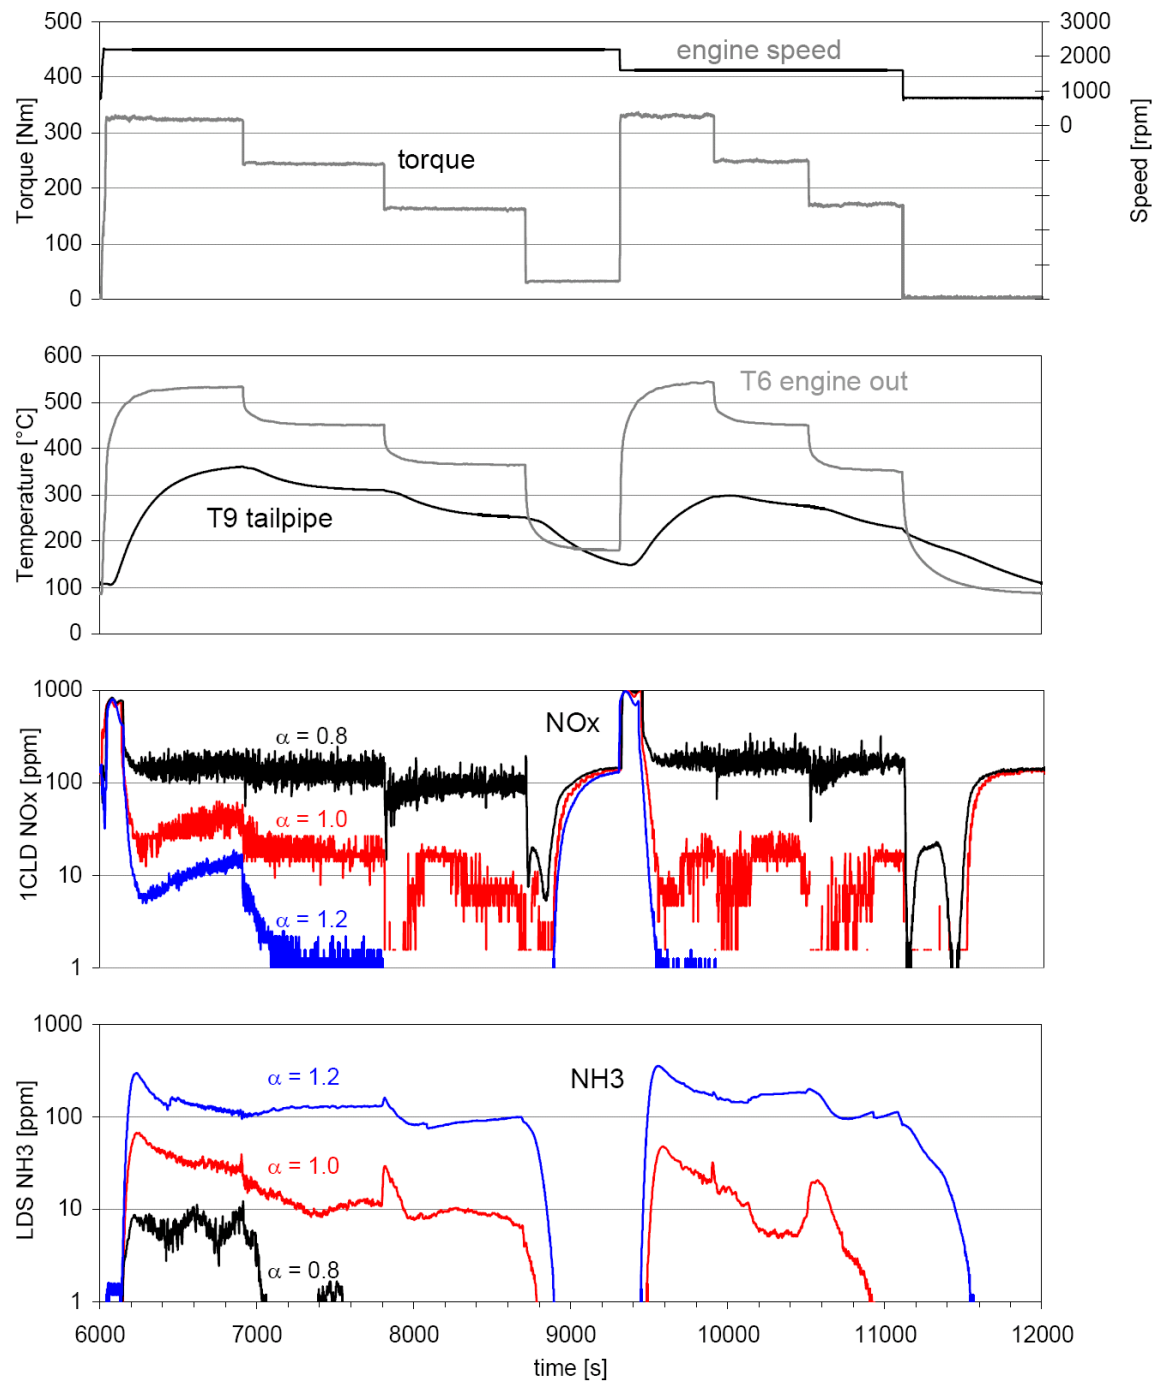 500
400
300
200
100
0
Torque [Nm]
engine speed
torque
3000
2000
1000
0
Speed [rpm]
600
500
400
300
200
100
0
Temperature [°C]
T6 engine out
T9 tailpipe
1000
100
10
1
1CLD NOx [ppm]
α = 0.8
NOx
α = 1.0
α = 1.2
1000
100
10
1
LDS NH3 [ppm]
α = 1.2
NH3
α = 1.0
α = 0.8
6000 7000 8000 9000 10000 11000 12000
time [s]